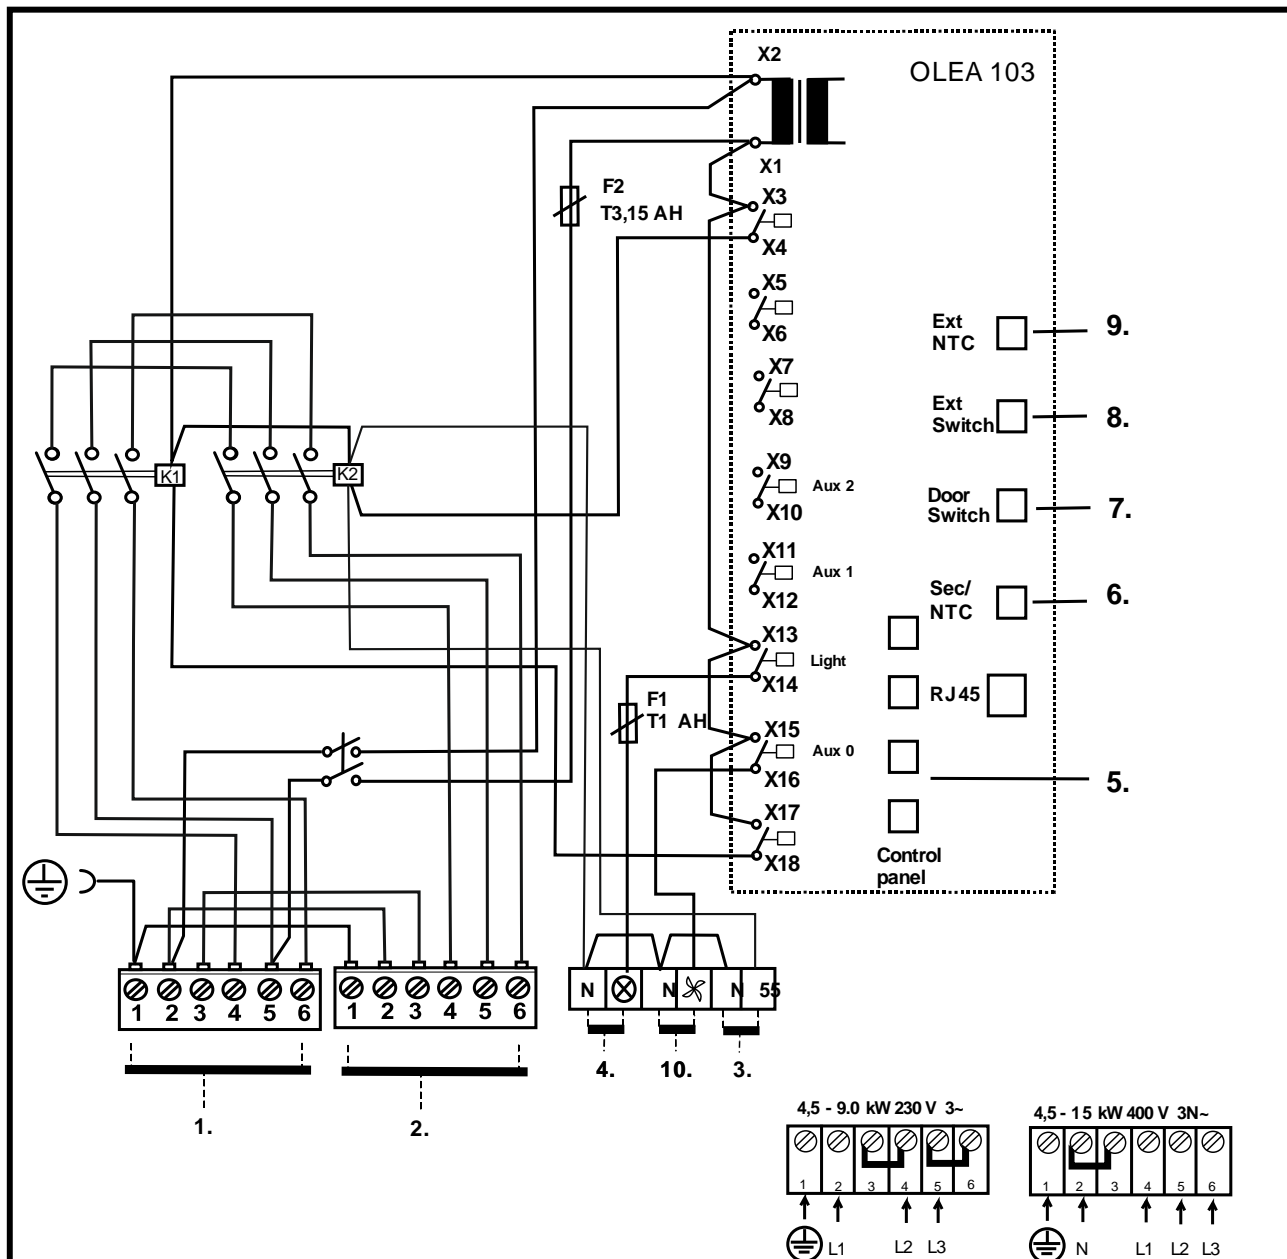 X2
OLEA 103
X1
F2
T3,15 AH
X3
X4
X5
X6
Ext
NTC
9.
X7
X8
Ext
Switch
8.
K1
K2
X9
Aux 2
X10
Door
Switch
7.
X11
Aux 1
X12
Sec/
NTC
6.
X13
Light
X14
RJ45
F1
T1 AH
X15
Aux 0
X16
5.
X17
X18
Control
panel
1 2 3 4 5 6
1 2 3 4 5 6
N N N 55
4. 10. 3.
1. 2.
4,5 - 9.0 kW 230 V 3~
1 2 3 4 5 6
L1 L2 L3
4,5 - 15 kW 400 V 3N~
1 2 3 4 5 6
N L1 L2 L3